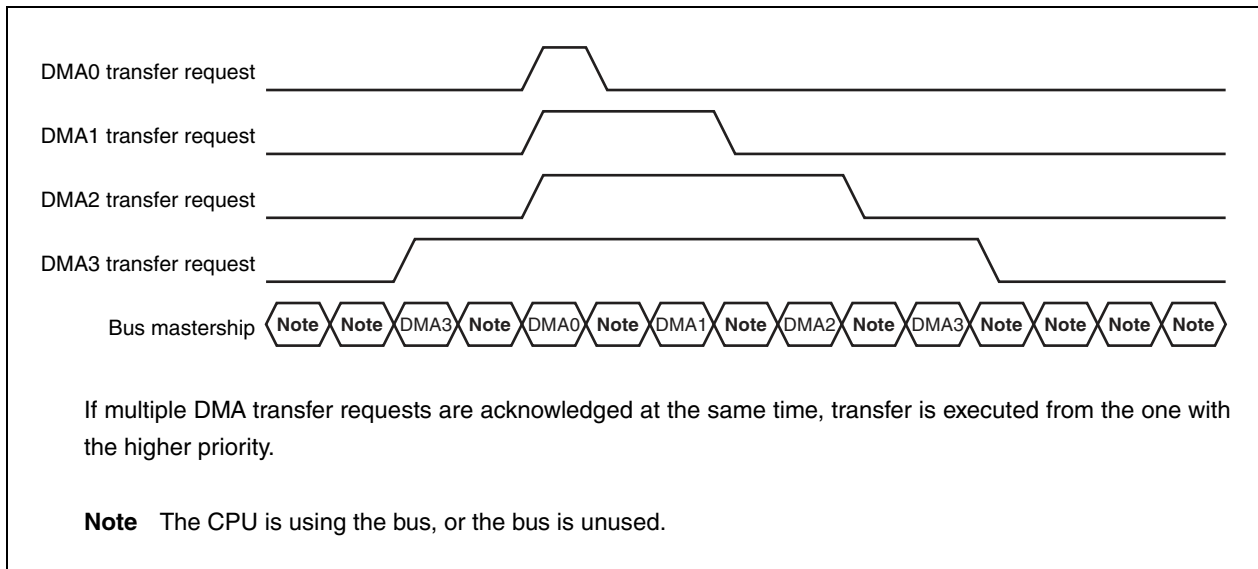 DMA0 transfer request
DMA1 transfer request
DMA2 transfer request
DMA3 transfer request
Bus mastership Note Note DMA3 Note DMA0 Note DMA1 Note DMA2 Note DMA3 Note Note Note Note
If multiple DMA transfer requests are acknowledged at the same time, transfer is executed from the one with
the higher priority.
Note The CPU is using the bus, or the bus is unused.